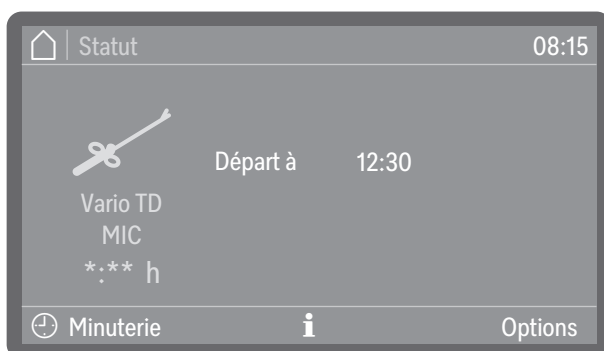 Statut 08:15
Départ à 12:30
Vario TD
MIC
*:** h
Minuterie i Options